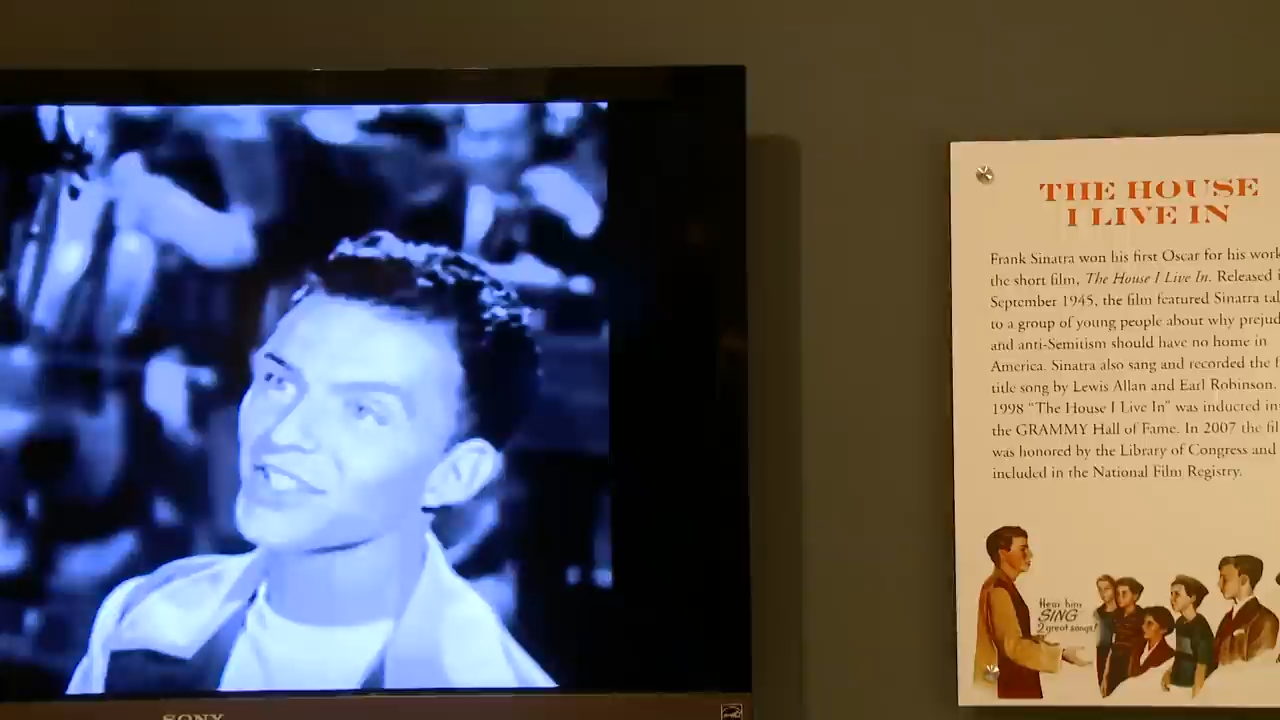 THE HOUSE
I LIVE IN
Frank Sinatra won his first Oscar for his work
the short film, The House I Live In. Released
September 1945, the film featured Sinatra
to a group of young people about why
and anti-Semitism should have no home in
America. Sinatra also sang and recorded the
title song by Lewis Allan and Earl Robinson.
1998 "The House I Live In" was inducted
the GRAMMY Hall of Fame. In 2007 the
was honored by the Library of Congress and
included in the National Film Registry.
Hear him
SING
2 great songs!
SONY